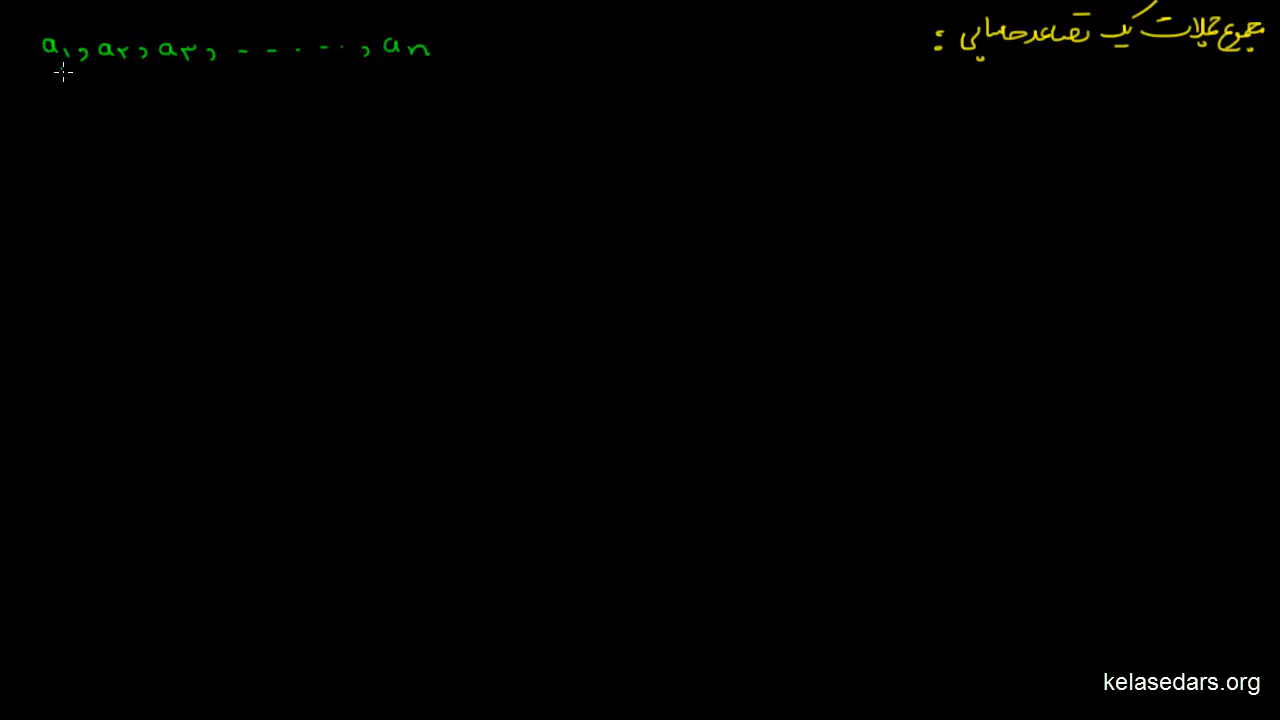 مجموع جملات یک تصاعد حسابی :
a۱, a۲, a۳, - - . - . . , an
kelasedars.org